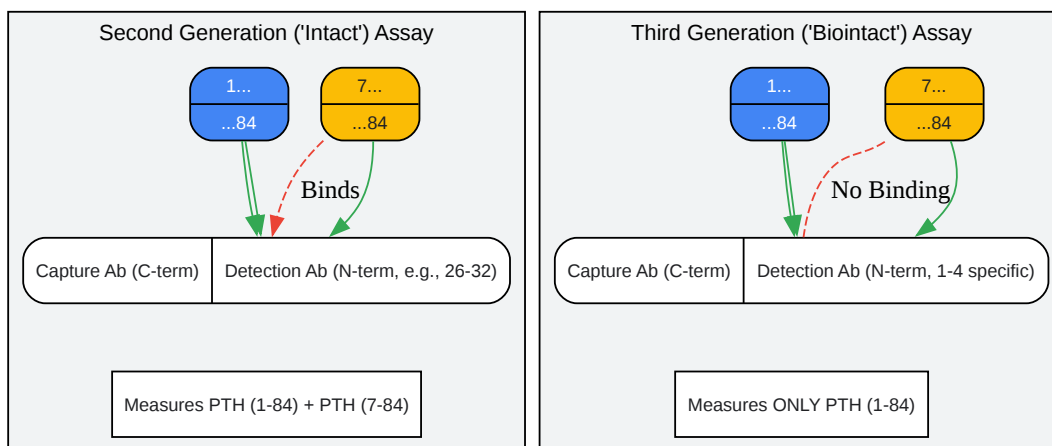 Second Generation ('Intact') Assay
1...
...84
7...
...84
Binds
Capture Ab (C-term)
Detection Ab (N-term, e.g., 26-32)
Measures PTH (1-84) + PTH (7-84)
Third Generation ('Biointact') Assay
1...
...84
7...
...84
No Binding
Capture Ab (C-term)
Detection Ab (N-term, 1-4 specific)
Measures ONLY PTH (1-84)